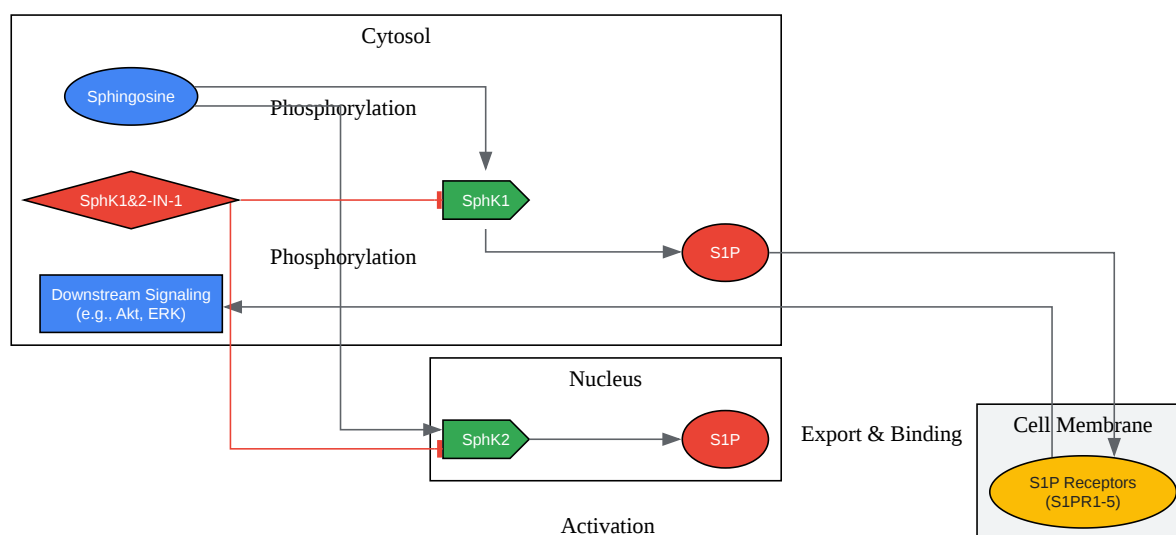 Cytosol
Sphingosine
Phosphorylation
SphK1&2-IN-1
SphK1
S1P
Phosphorylation
Downstream Signaling
(e.g., Akt, ERK)
Nucleus
SphK2
S1P
Export & Binding
Cell Membrane
S1P Receptors
(S1PR1-5)
Activation